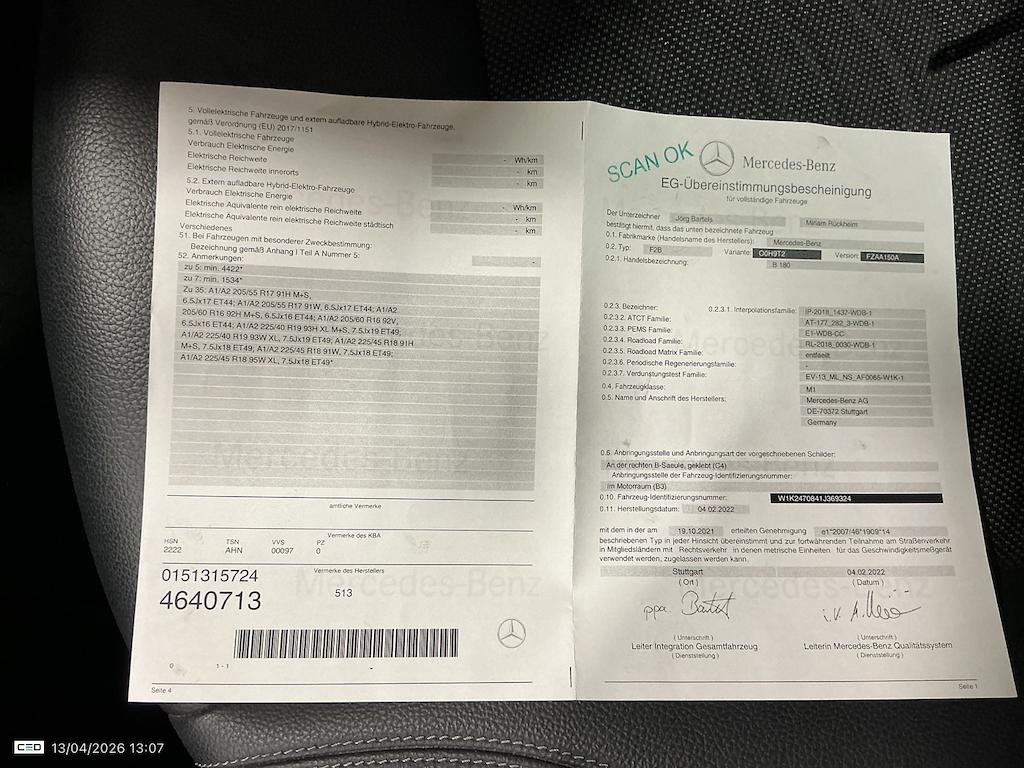 5. Vollelektrische Fahrzeuge und extern aufladbare Hybrid-Elektro-Fahrzeuge,
gemäß Verordnung (EU) 2017/1151
5.1. Vollelektrische Fahrzeuge
Verbrauch Elektrische Energie - Wh/km
Elektrische Reichweite - km
Elektrische Reichweite innerorts - km
5.2. Extern aufladbare Hybrid-Elektro-Fahrzeuge
Verbrauch Elektrische Energie - Wh/km
Elektrische Äquivalente rein elektrische Reichweite - km
Elektrische Äquivalente rein elektrische Reichweite städtisch - km
Verschiedenes
51. Bei Fahrzeugen mit besonderer Zweckbestimmung:
Bezeichnung gemäß Anhang I Teil A Nummer 5: -
52. Anmerkungen:
zu 5: min. 4422*
zu 7: min. 1534*
Zu 35: A1/A2 205/55 R17 91H M+S,
6.5Jx17 ET44; A1/A2 205/55 R17 91W, 6.5Jx17 ET44; A1/A2
205/60 R16 92H M+S, 6.5Jx16 ET44; A1/A2 205/60 R16 92V,
6.5Jx16 ET44; A1/A2 225/40 R19 93H XL M+S, 7.5Jx19 ET49;
A1/A2 225/40 R19 93W XL, 7.5Jx19 ET49; A1/A2 225/45 R18 91H
M+S, 7.5Jx18 ET49; A1/A2 225/45 R18 91W, 7.5Jx18 ET49;
A1/A2 225/45 R18 95W XL, 7.5Jx18 ET49*
amtliche Vermerke
Vermerke des KBA
HSN TSN VVS PZ
2222 AHN 00097 0
Vermerke des Herstellers
0151315724
513
4640713
0 1 - 1 -
Seite 4
SCAN OK
Mercedes-Benz
EG-Übereinstimmungsbescheinigung
für vollständige Fahrzeuge
Der Unterzeichner Jörg Bartels Miriam Rückheim
bestätigt hiermit, dass das unten bezeichnete Fahrzeug
0.1. Fabrikmarke (Handelsname des Herstellers): Mercedes-Benz
0.2. Typ: F2B Variante: O0H9T2 Version: FZAA150A
0.2.1. Handelsbezeichnung: B 180
0.2.3. Bezeichner: 0.2.3.1. Interpolationsfamilie: IP-2018_1437-WDB-1
0.2.3.2. ATCT Familie: AT-177_282_3-WDB-1
0.2.3.3. PEMS Familie: E1-WDB-CC
0.2.3.4. Roadload Familie: RL-2018_0030-WDB-1
0.2.3.5. Roadload Matrix Familie: entfaellt
0.2.3.6. Periodische Regenerierungsfamilie: -
0.2.3.7. Verdunstungstest Familie: EV-13_ML_NS_AF0065-W1K-1
0.4. Fahrzeugklasse: M1
0.5. Name und Anschrift des Herstellers: Mercedes-Benz AG
DE-70372 Stuttgart
Germany
0.6. Anbringungsstelle und Anbringungsart der vorgeschriebenen Schilder:
An der rechten B-Saeule, geklebt (C4)
Anbringungsstelle der Fahrzeug-Identifizierungsnummer:
im Motorraum (B3)
0.10. Fahrzeug-Identifizierungsnummer: W1K2470841J369324
0.11. Herstellungsdatum: 04.02.2022
mit dem in der am 19.10.2021 erteilten Genehmigung e1*2007/46*1909*14
beschriebenen Typ in jeder Hinsicht übereinstimmt und zur fortwährenden Teilnahme am Straßenverkehr
in Mitgliedsländern mit Rechtsverkehr in denen metrische Einheiten für das Geschwindigkeitsmeßgerät
verwendet werden, zugelassen werden kann.
Stuttgart 04.02.2022
( Ort ) ( Datum )
ppa. i.V.
( Unterschrift ) ( Unterschrift )
Leiter Integration Gesamtfahrzeug Leiterin Mercedes-Benz Qualitätssystem
( Dienststellung ) ( Dienststellung )
Seite 1
CEO 13/04/2026 13:07